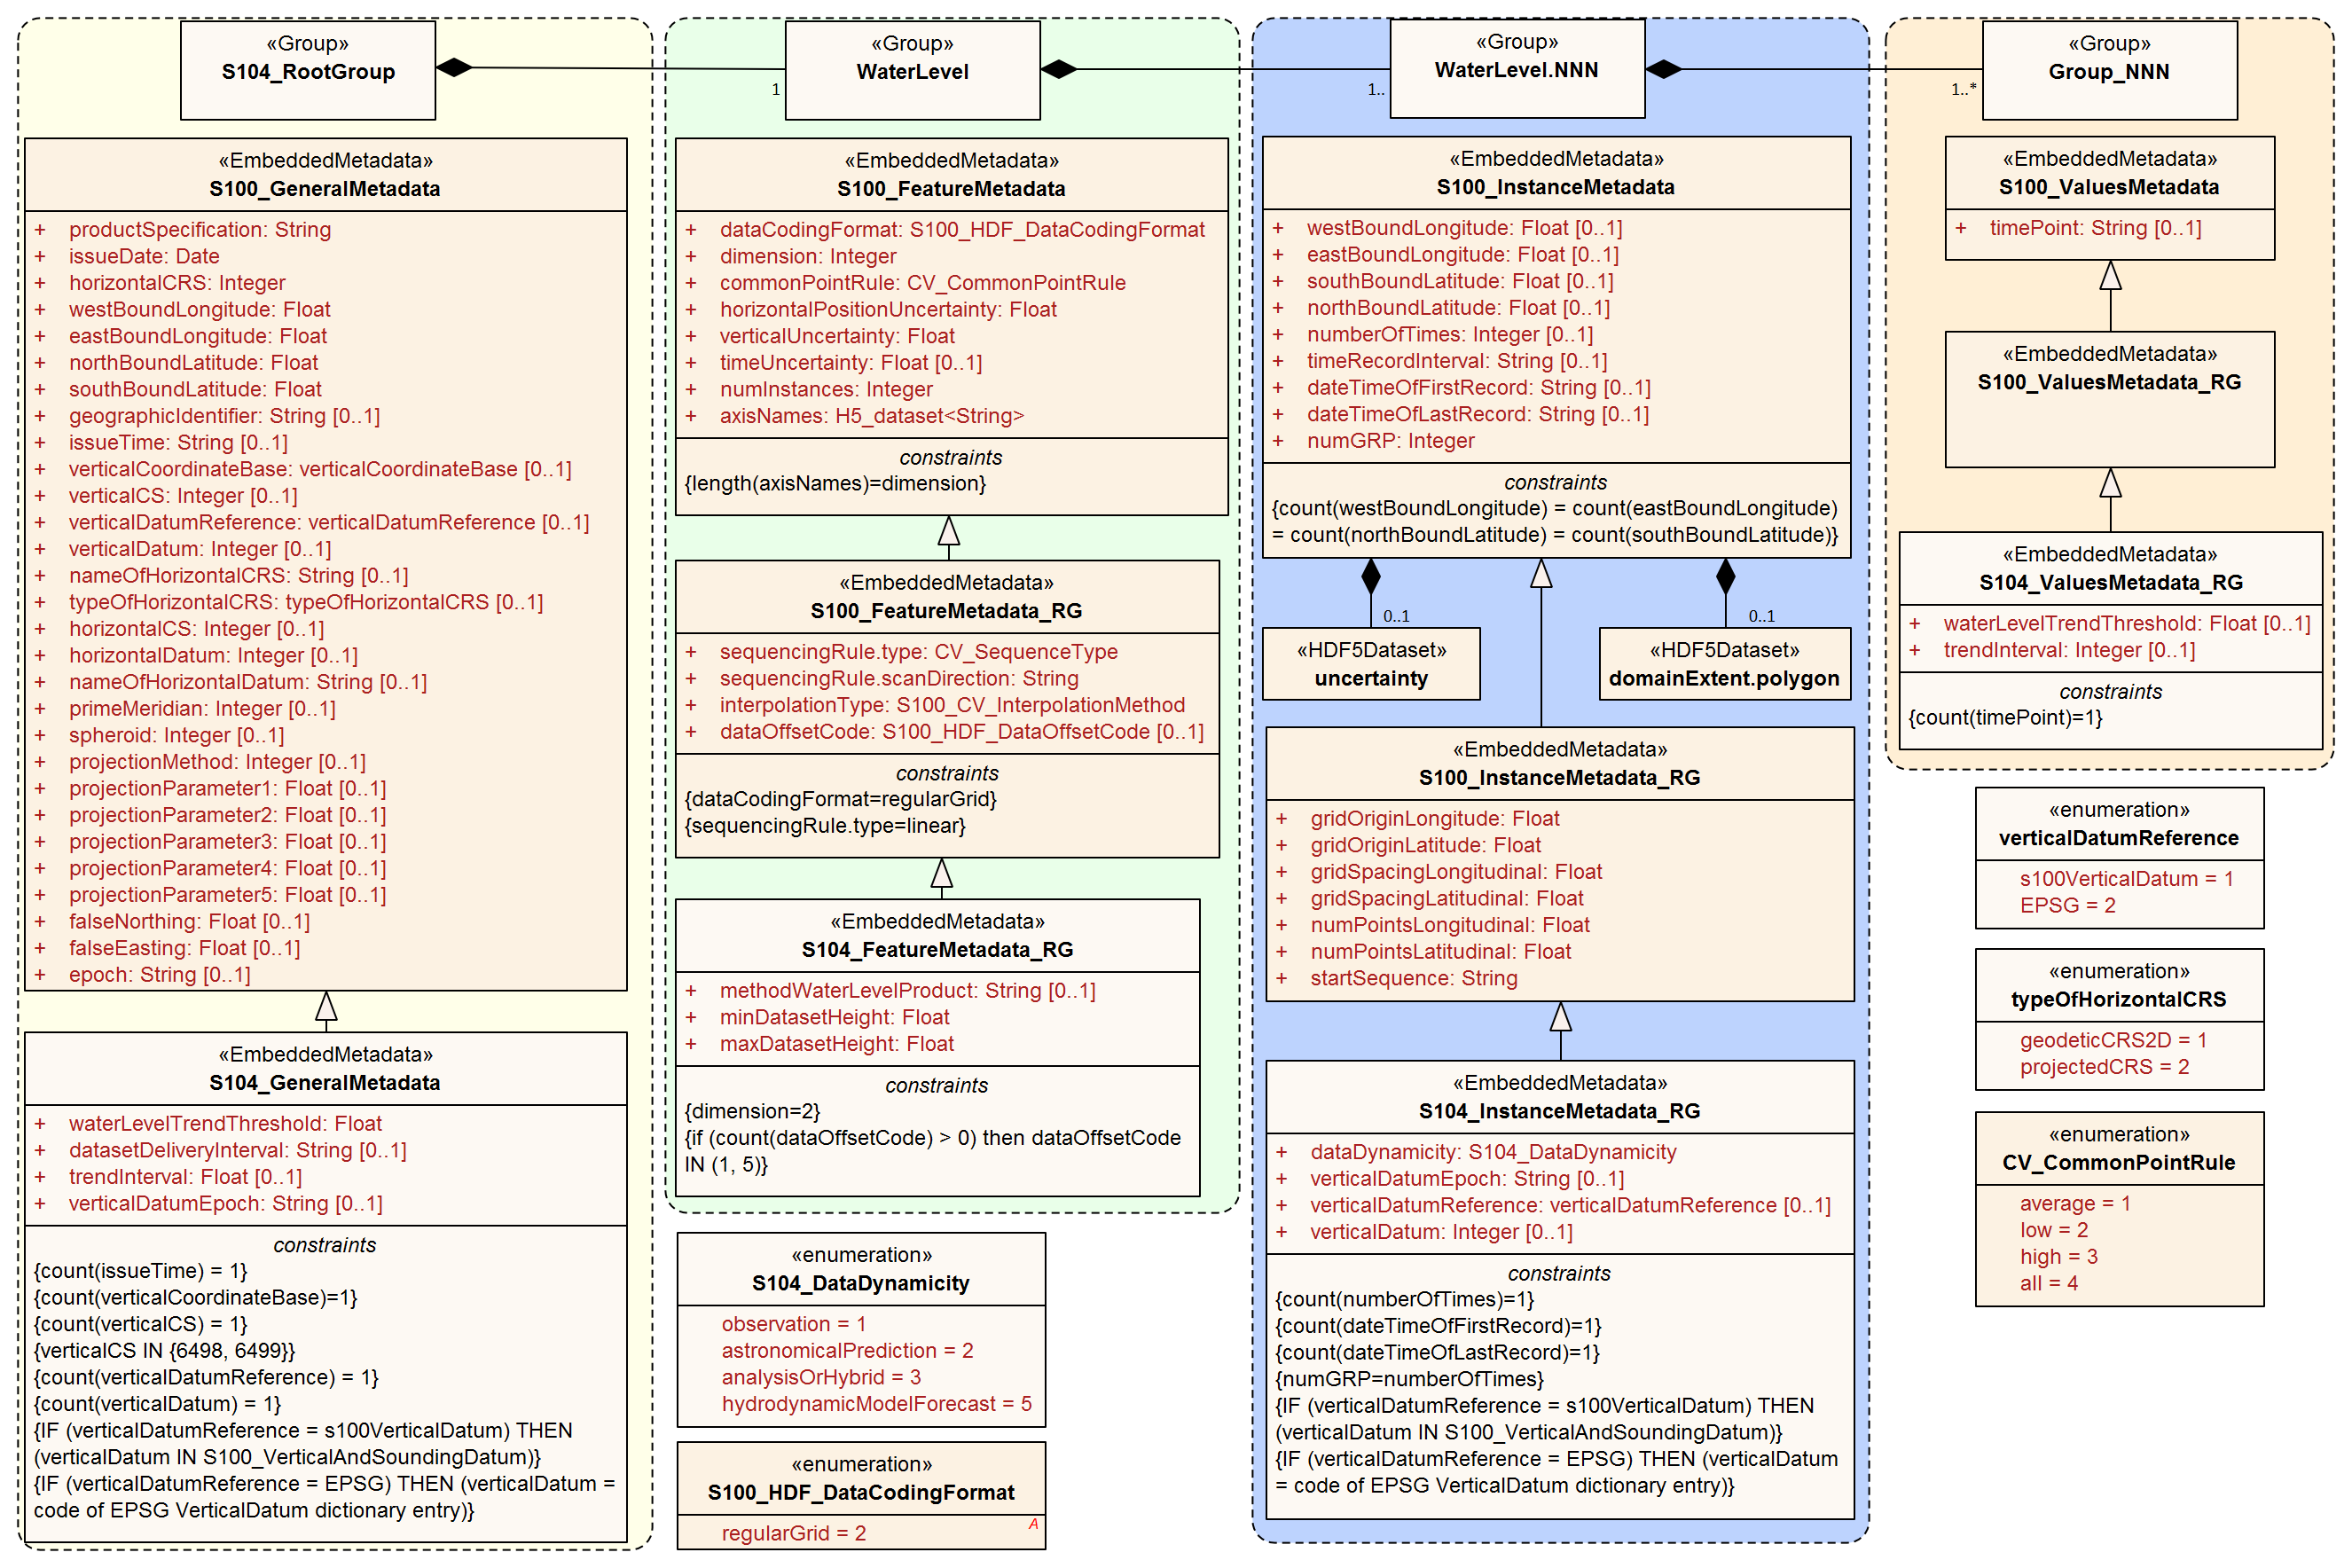 «Group»
S104_RootGroup
1
«Group»
WaterLevel
1..
«Group»
WaterLevel.NNN
1..*
«Group»
Group_NNN
«EmbeddedMetadata»
S100_GeneralMetadata
+ productSpecification: String
+ issueDate: Date
+ horizontalCRS: Integer
+ westBoundLongitude: Float
+ eastBoundLongitude: Float
+ northBoundLatitude: Float
+ southBoundLatitude: Float
+ geographicIdentifier: String [0..1]
+ issueTime: String [0..1]
+ verticalCoordinateBase: verticalCoordinateBase [0..1]
+ verticalCS: Integer [0..1]
+ verticalDatumReference: verticalDatumReference [0..1]
+ verticalDatum: Integer [0..1]
+ nameOfHorizontalCRS: String [0..1]
+ typeOfHorizontalCRS: typeOfHorizontalCRS [0..1]
+ horizontalCS: Integer [0..1]
+ horizontalDatum: Integer [0..1]
+ nameOfHorizontalDatum: String [0..1]
+ primeMeridian: Integer [0..1]
+ spheroid: Integer [0..1]
+ projectionMethod: Integer [0..1]
+ projectionParameter1: Float [0..1]
+ projectionParameter2: Float [0..1]
+ projectionParameter3: Float [0..1]
+ projectionParameter4: Float [0..1]
+ projectionParameter5: Float [0..1]
+ falseNorthing: Float [0..1]
+ falseEasting: Float [0..1]
+ epoch: String [0..1]
«EmbeddedMetadata»
S104_GeneralMetadata
+ waterLevelTrendThreshold: Float
+ datasetDeliveryInterval: String [0..1]
+ trendInterval: Float [0..1]
+ verticalDatumEpoch: String [0..1]
constraints
{count(issueTime) = 1}
{count(verticalCoordinateBase)=1}
{count(verticalCS) = 1}
{verticalCS IN {6498, 6499}}
{count(verticalDatumReference) = 1}
{count(verticalDatum) = 1}
{IF (verticalDatumReference = s100VerticalDatum) THEN
(verticalDatum IN S100_VerticalAndSoundingDatum)}
{IF (verticalDatumReference = EPSG) THEN (verticalDatum =
code of EPSG VerticalDatum dictionary entry)}
«EmbeddedMetadata»
S100_FeatureMetadata
+ dataCodingFormat: S100_HDF_DataCodingFormat
+ dimension: Integer
+ commonPointRule: CV_CommonPointRule
+ horizontalPositionUncertainty: Float
+ verticalUncertainty: Float
+ timeUncertainty: Float [0..1]
+ numInstances: Integer
+ axisNames: H5_dataset<String>
constraints
{length(axisNames)=dimension}
«EmbeddedMetadata»
S100_FeatureMetadata_RG
+ sequencingRule.type: CV_SequenceType
+ sequencingRule.scanDirection: String
+ interpolationType: S100_CV_InterpolationMethod
+ dataOffsetCode: S100_HDF_DataOffsetCode [0..1]
constraints
{dataCodingFormat=regularGrid}
{sequencingRule.type=linear}
«EmbeddedMetadata»
S104_FeatureMetadata_RG
+ methodWaterLevelProduct: String [0..1]
+ minDatasetHeight: Float
+ maxDatasetHeight: Float
constraints
{dimension=2}
{if (count(dataOffsetCode) > 0) then dataOffsetCode
IN (1, 5)}
«enumeration»
S104_DataDynamicity
observation = 1
astronomicalPrediction = 2
analysisOrHybrid = 3
hydrodynamicModelForecast = 5
«enumeration»
S100_HDF_DataCodingFormat
regularGrid = 2
A
«EmbeddedMetadata»
S100_InstanceMetadata
+ westBoundLongitude: Float [0..1]
+ eastBoundLongitude: Float [0..1]
+ southBoundLatitude: Float [0..1]
+ northBoundLatitude: Float [0..1]
+ numberOfTimes: Integer [0..1]
+ timeRecordInterval: String [0..1]
+ dateTimeOfFirstRecord: String [0..1]
+ dateTimeOfLastRecord: String [0..1]
+ numGRP: Integer
constraints
{count(westBoundLongitude) = count(eastBoundLongitude)
= count(northBoundLatitude) = count(southBoundLatitude)}
0..1
0..1
«HDF5Dataset»
uncertainty
«HDF5Dataset»
domainExtent.polygon
«EmbeddedMetadata»
S100_InstanceMetadata_RG
+ gridOriginLongitude: Float
+ gridOriginLatitude: Float
+ gridSpacingLongitudinal: Float
+ gridSpacingLatitudinal: Float
+ numPointsLongitudinal: Float
+ numPointsLatitudinal: Float
+ startSequence: String
«EmbeddedMetadata»
S104_InstanceMetadata_RG
+ dataDynamicity: S104_DataDynamicity
+ verticalDatumEpoch: String [0..1]
+ verticalDatumReference: verticalDatumReference [0..1]
+ verticalDatum: Integer [0..1]
constraints
{count(numberOfTimes)=1}
{count(dateTimeOfFirstRecord)=1}
{count(dateTimeOfLastRecord)=1}
{numGRP=numberOfTimes}
{IF (verticalDatumReference = s100VerticalDatum) THEN
(verticalDatum IN S100_VerticalAndSoundingDatum)}
{IF (verticalDatumReference = EPSG) THEN (verticalDatum
= code of EPSG VerticalDatum dictionary entry)}
«EmbeddedMetadata»
S100_ValuesMetadata
+ timePoint: String [0..1]
«EmbeddedMetadata»
S100_ValuesMetadata_RG
«EmbeddedMetadata»
S104_ValuesMetadata_RG
+ waterLevelTrendThreshold: Float [0..1]
+ trendInterval: Integer [0..1]
constraints
{count(timePoint)=1}
«enumeration»
verticalDatumReference
s100VerticalDatum = 1
EPSG = 2
«enumeration»
typeOfHorizontalCRS
geodeticCRS2D = 1
projectedCRS = 2
«enumeration»
CV_CommonPointRule
average = 1
low = 2
high = 3
all = 4